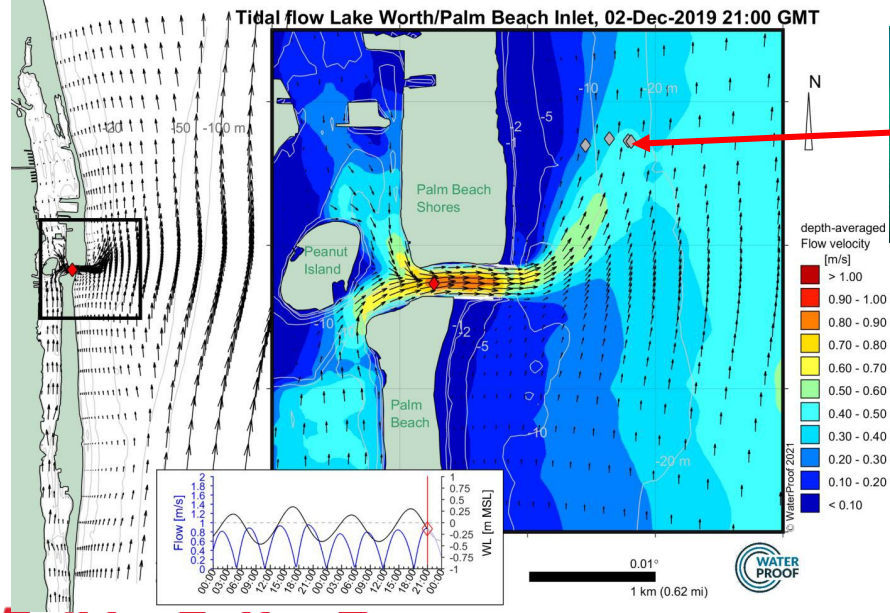 Tidal flow Lake Worth/Palm Beach Inlet, 02-Dec-2019 21:00 GMT
-20
-50
-100 m
-10
-20 m
-5
-2
-1
N
Palm Beach
Shores
Peanut
Island
-10
-1
-2
-5
Palm
Beach
-10
-20 m
depth-averaged
Flow velocity
[m/s]
> 1.00
0.90 - 1.00
0.80 - 0.90
0.70 - 0.80
0.60 - 0.70
0.50 - 0.60
0.40 - 0.50
0.30 - 0.40
0.20 - 0.30
0.10 - 0.20
< 0.10
© WaterProof 2021
Flow [m/s]
2
1.8
1.6
1.4
1.2
1
0.8
0.6
0.4
0.2
0
1
0.75
0.5
0.25
0
-0.25
-0.5
-0.75
-1
WL [m MSL]
00:00
03:00
06:00
09:00
12:00
15:00
18:00
21:00
00:00
03:00
06:00
09:00
12:00
15:00
18:00
21:00
00:00
0.01°
1 km (0.62 mi)
WATER
PROOF